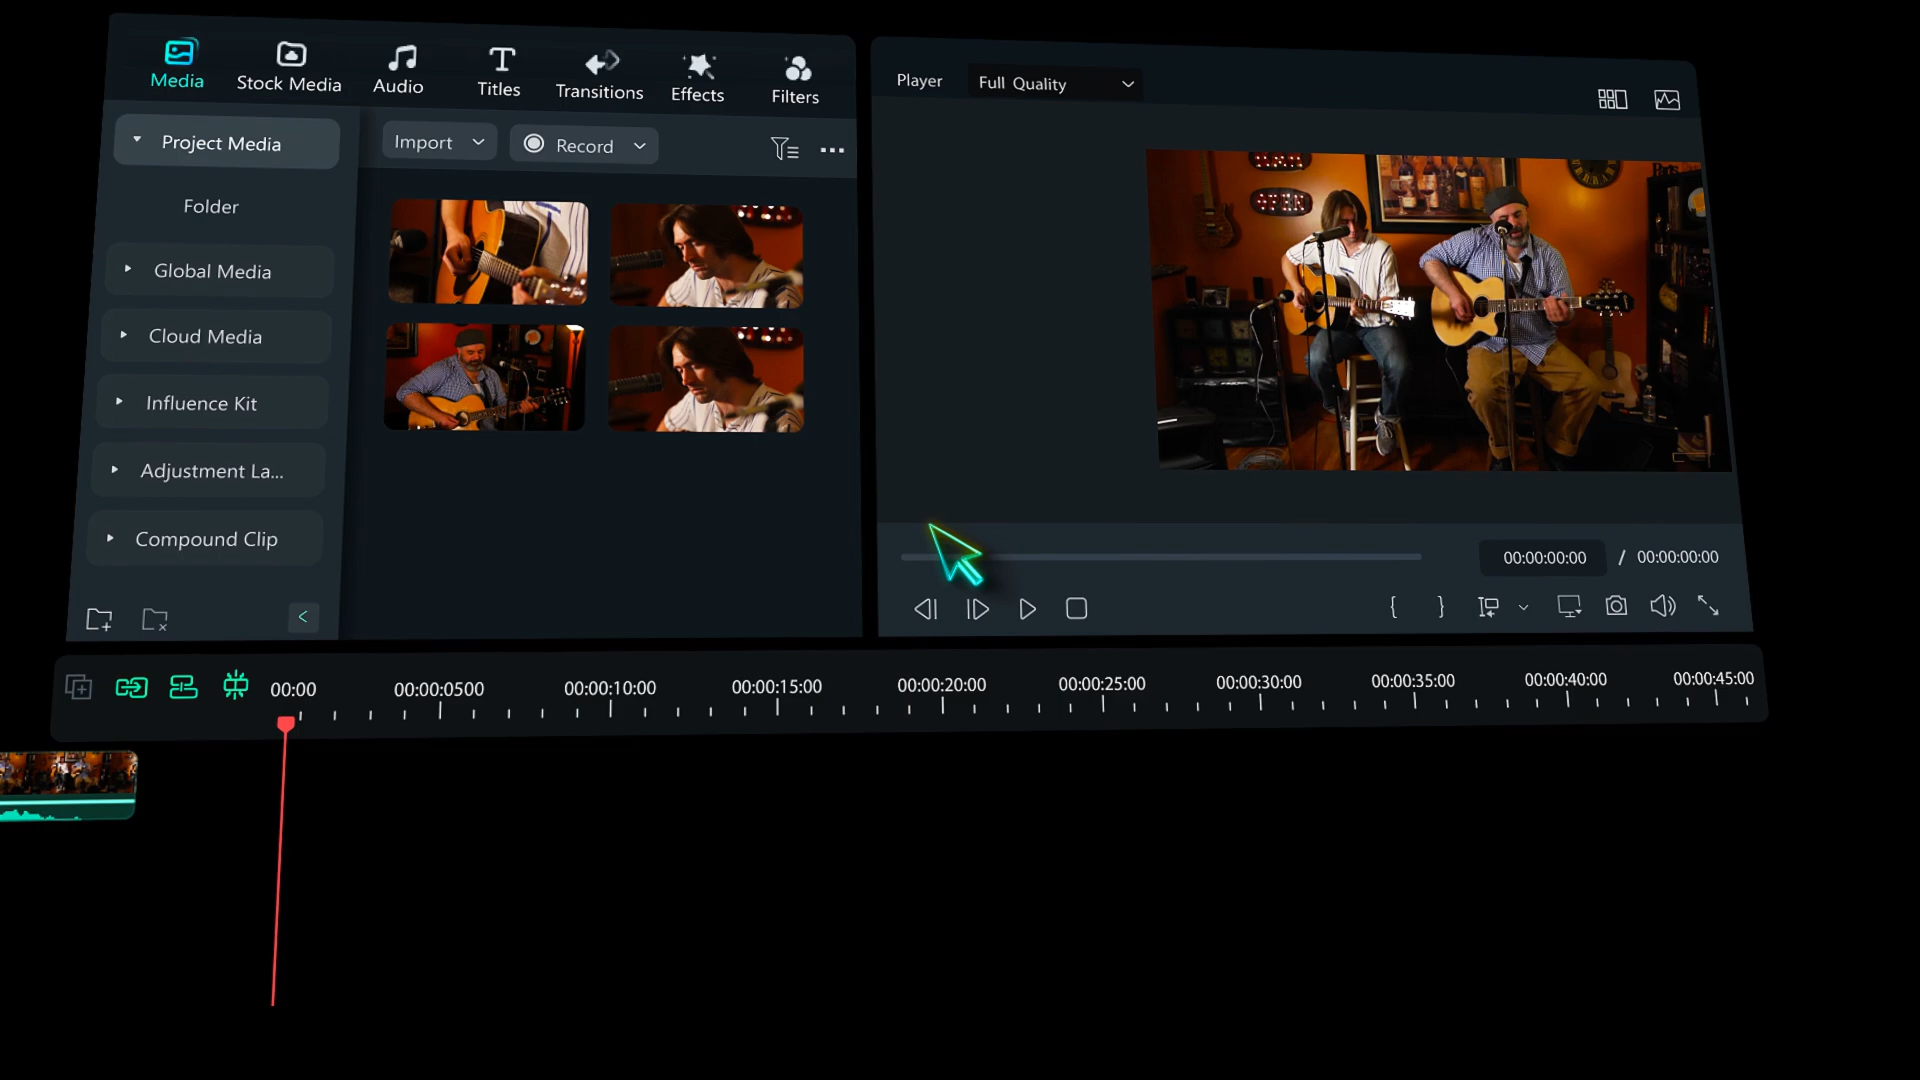 Media
Stock Media
Audio
Titles
Transitions
Effects
Filters
Project Media
Folder
Global Media
Cloud Media
Influence Kit
Adjustment La...
Compound Clip
Import
Record
Player
Full Quality
OPEN
00:00:00:00 / 00:00:00:00
00:00
00:00:0500
00:00:10:00
00:00:15:00
00:00:20:00
00:00:25:00
00:00:30:00
00:00:35:00
00:00:40:00
00:00:45:00